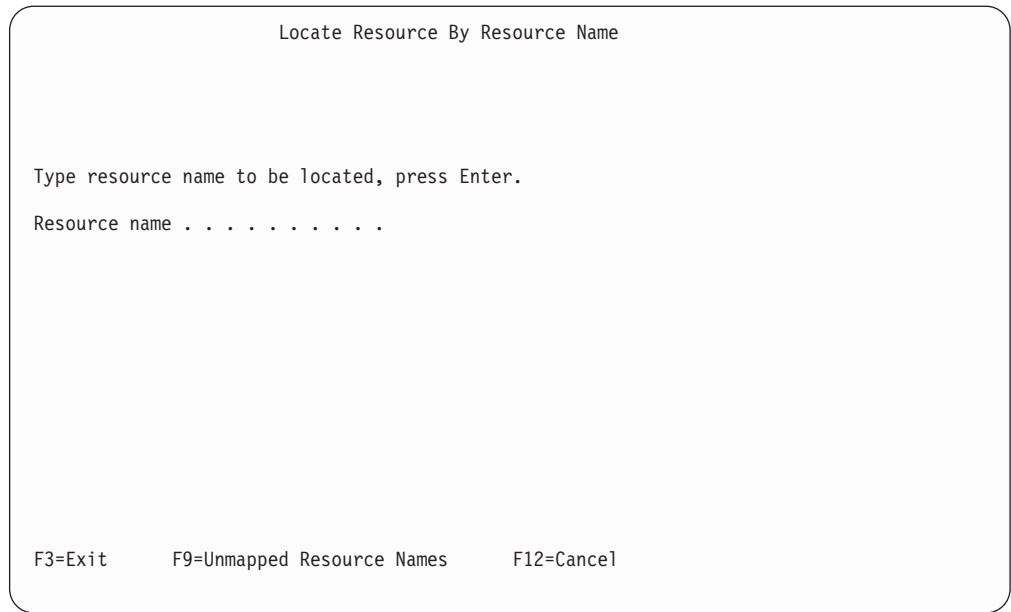 Locate Resource By Resource Name
Type resource name to be located, press Enter.
Resource name . . . . . . . . . .
F3=Exit F9=Unmapped Resource Names F12=Cancel